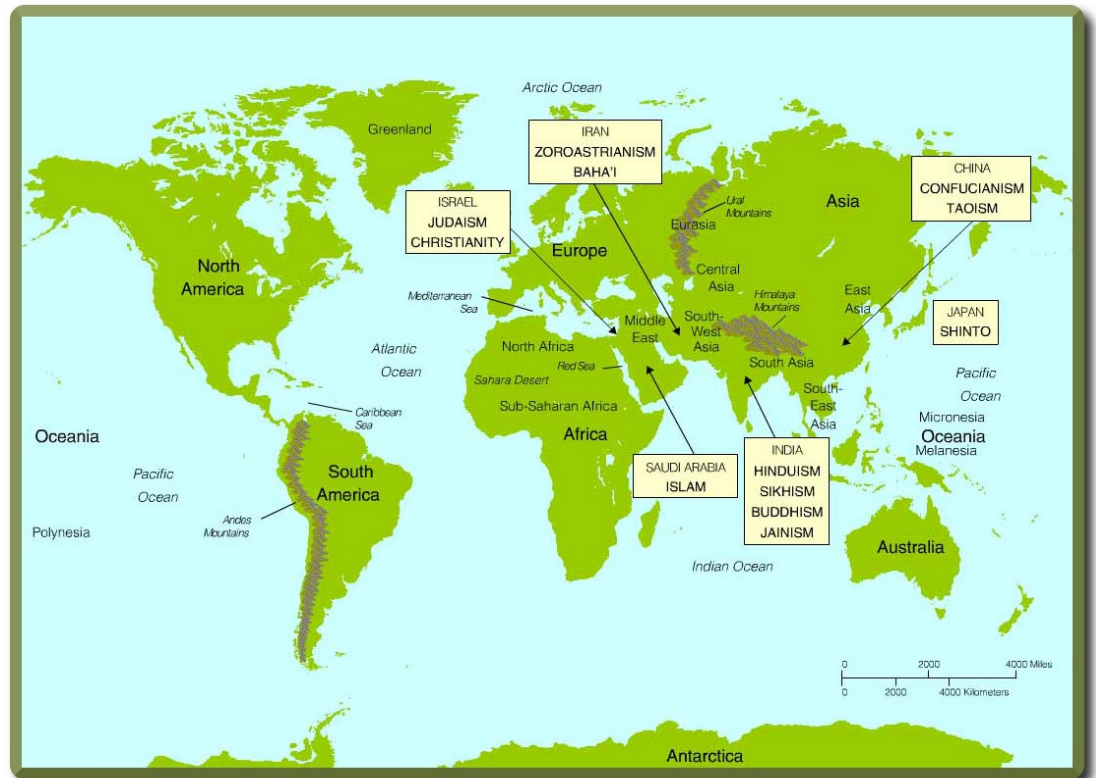 Arctic Ocean
Greenland
IRAN
ZOROASTRIANISM
BAHA'I
CHINA
CONFUCIANISM
TAOISM
ISRAEL
JUDAISM
CHRISTIANITY
Ural
Mountains
Eurasia
Asia
Europe
North
America
Central
Asia
Mediterranean
Sea
Himalaya
Mountains
East
Asia
JAPAN
SHINTO
Middle
East
South-
West
Asia
North Africa
Atlantic
Ocean
Red Sea
South Asia
Sahara Desert
Pacific
Ocean
South-
East
Asia
Sub-Saharan Africa
Caribbean
Sea
Micronesia
Oceania
Melanesia
Oceania
Africa
SAUDI ARABIA
ISLAM
INDIA
HINDUISM
SIKHISM
BUDDHISM
JAINISM
Pacific
Ocean
South
America
Andes
Mountains
Polynesia
Australia
Indian Ocean
0 2000 4000 Miles
0 2000 4000 Kilometers
Antarctica